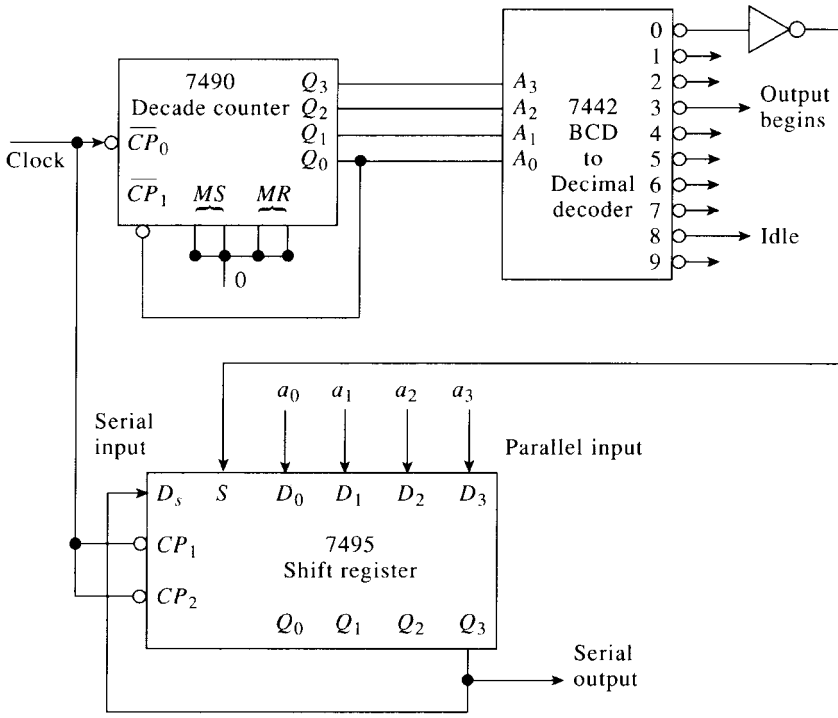 7490
Decade counter
Clock
CP0
CP1
MS
MR
0
Q3
Q2
Q1
Q0
A3
A2
A1
A0
7442
BCD
to
Decimal
decoder
0
1
2
3
4
5
6
7
8
9
Output
begins
Idle
Serial
input
a0
a1
a2
a3
Parallel input
Ds
S
D0
D1
D2
D3
CP1
CP2
7495
Shift register
Q0
Q1
Q2
Q3
Serial
output